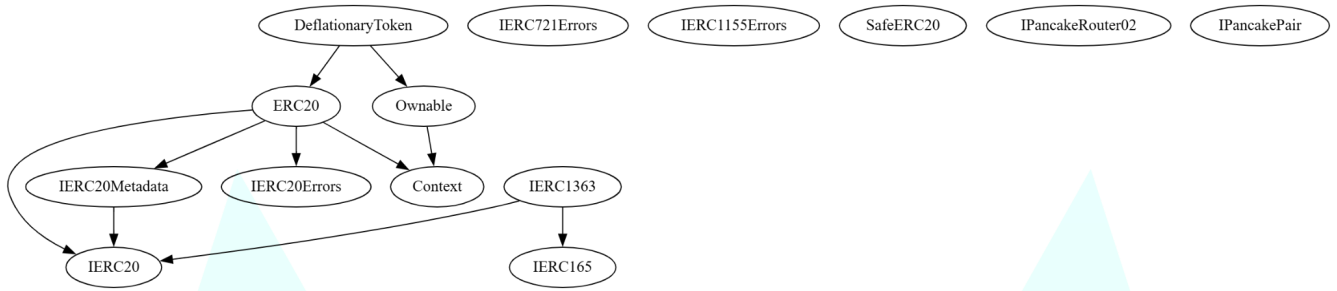 DeflationaryToken IERC721Errors IERC1155Errors SafeERC20 IPancakeRouter02 IPancakePair
ERC20 Ownable
IERC20Metadata IERC20Errors Context IERC1363
IERC20 IERC165